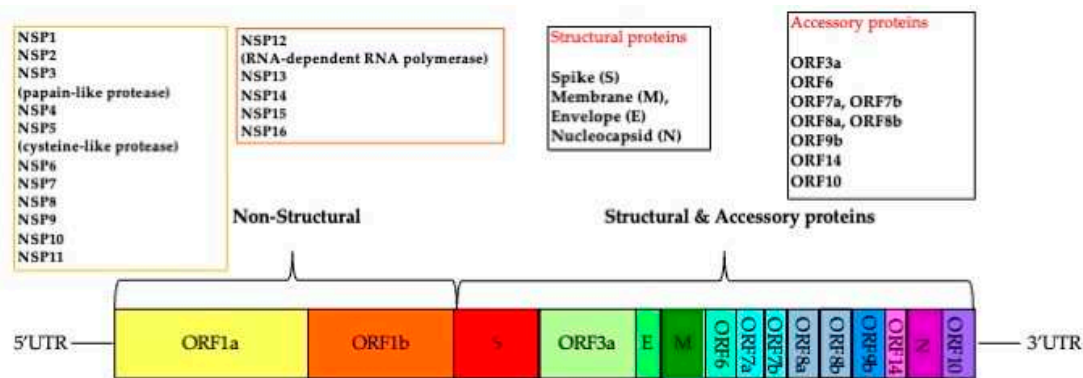 NSP1
NSP2
NSP3
(papain-like protease)
NSP4
NSP5
(cysteine-like protease)
NSP6
NSP7
NSP8
NSP9
NSP10
NSP11
NSP12
(RNA-dependent RNA polymerase)
NSP13
NSP14
NSP15
NSP16
Structural proteins
Spike (S)
Membrane (M),
Envelope (E)
Nucleocapsid (N)
Accessory proteins
ORF3a
ORF6
ORF7a, ORF7b
ORF8a, ORF8b
ORF9b
ORF14
ORF10
Non-Structural
Structural & Accessory proteins
5'UTR
ORF1a
ORF1b
S
ORF3a
E
M
ORF6
ORF7a
ORF7b
ORF8a
ORF8b
ORF9b
ORF14
N
ORF10
3'UTR